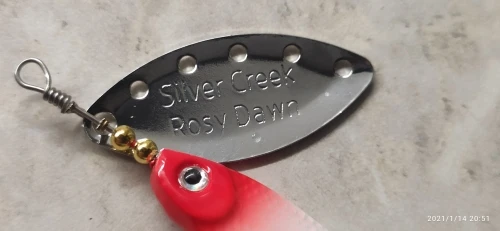 Silver Creek
Rosy Dawn
2021/1/14 20:51